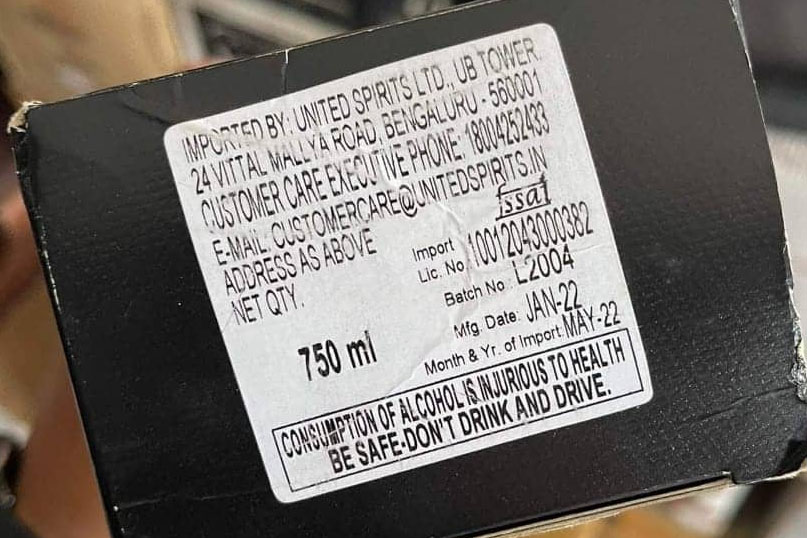 IMPORTED BY: UNITED SPIRITS LTD., UB TOWER,
24 VITTAL MALLYA ROAD, BENGALURU - 560001
CUSTOMER CARE EXECUTIVE PHONE: 18004252433
E-MAIL: CUSTOMERCARE@UNITEDSPIRITS.IN
ADDRESS AS ABOVE
NET QTY.
750 ml
fssai
Import
Lic. No 10012043000382
Batch No : L2004
Mfg. Date: JAN-22
Month & Yr. of Import: MAY-22
CONSUMPTION OF ALCOHOL IS INJURIOUS TO HEALTH
BE SAFE-DON'T DRINK AND DRIVE.